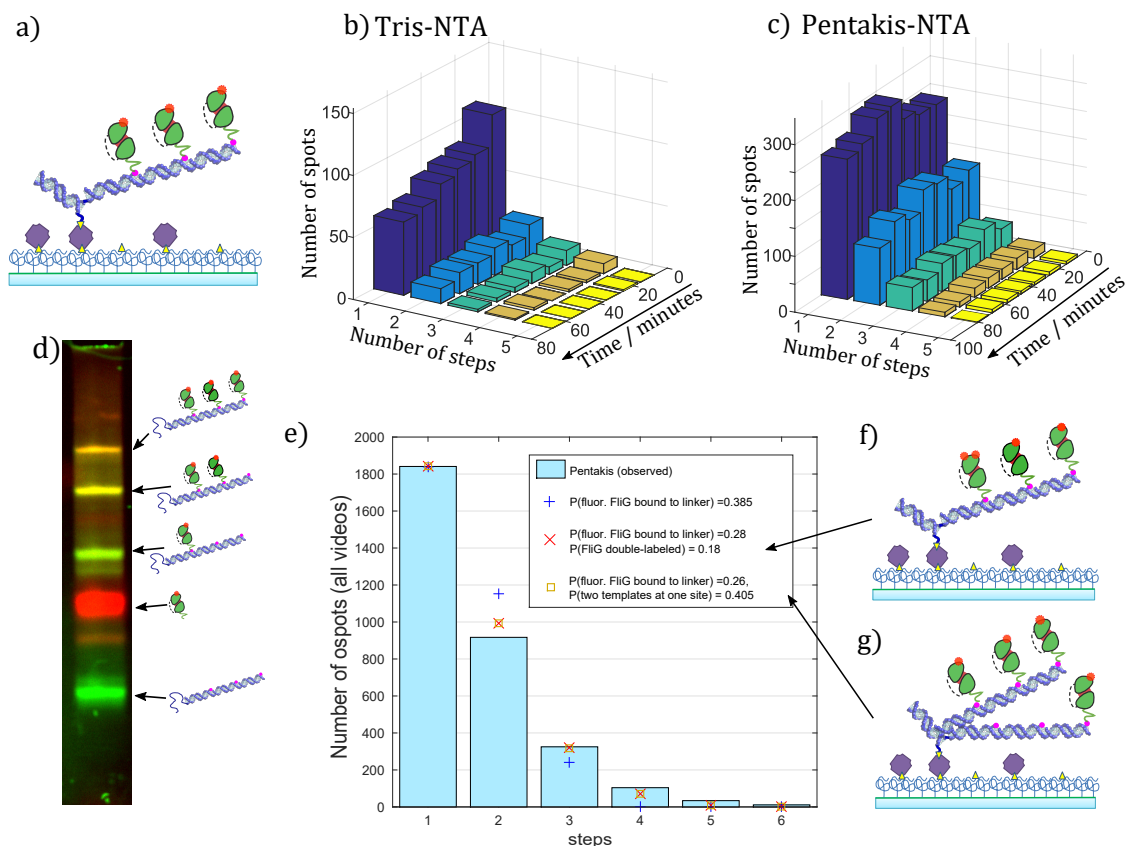 a)
b) Tris-NTA
Number of spots
150
100
50
0
1
2
3
4
5
Number of steps
0
20
40
60
80
Time / minutes
c) Pentakis-NTA
Number of spots
300
200
100
0
1
2
3
4
5
Number of steps
0
20
40
60
80
100
Time / minutes
d)
e)
Number of ospots (all videos)
2000
1800
1600
1400
1200
1000
800
600
400
200
0
1
2
3
4
5
6
steps
Pentakis (observed)
P(fluor. FliG bound to linker) =0.385
P(fluor. FliG bound to linker) =0.28
P(FliG double-labeled) = 0.18
P(fluor. FliG bound to linker) =0.26,
P(two templates at one site) = 0.405
f)
g)